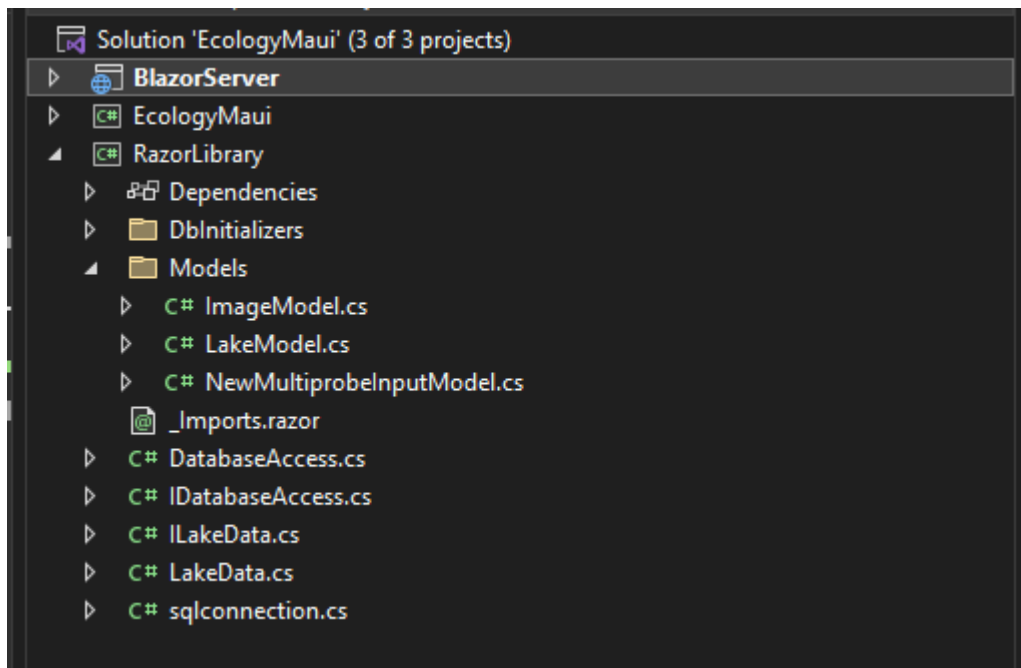 Solution 'EcologyMaui' (3 of 3 projects)
BlazorServer
C# EcologyMaui
C# RazorLibrary
Dependencies
DbInitializers
Models
C# ImageModel.cs
C# LakeModel.cs
C# NewMultiprobeInputModel.cs
@ _Imports.razor
C# DatabaseAccess.cs
C# IDatabaseAccess.cs
C# ILakeData.cs
C# LakeData.cs
C# sqlconnection.cs